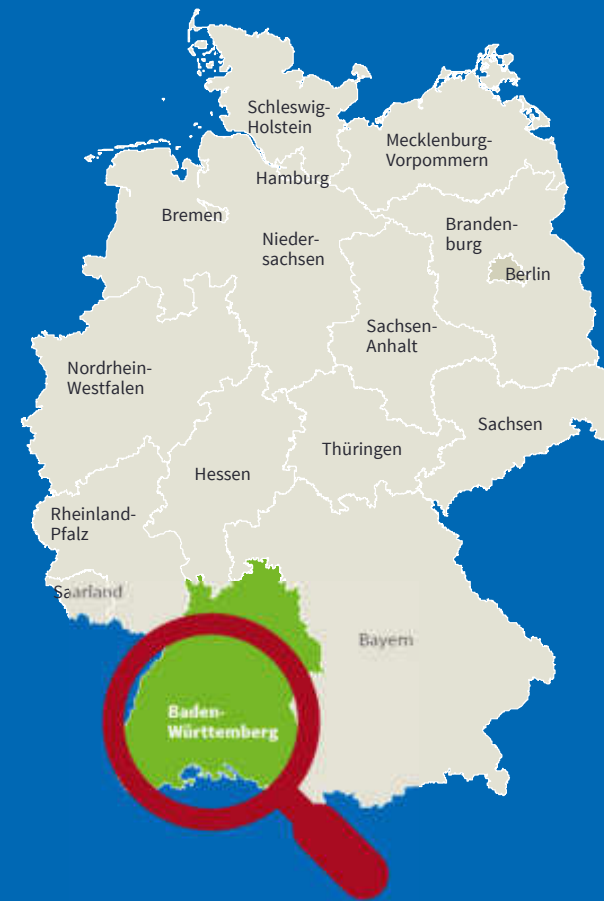 Schleswig-
Holstein
Mecklenburg-
Vorpommern
Hamburg
Bremen
Branden-
burg
Nieder-
sachsen
Berlin
Sachsen-
Anhalt
Nordrhein-
Westfalen
Sachsen
Thüringen
Hessen
Rheinland-
Pfalz
Saarland
Bayern
Baden-
Württemberg